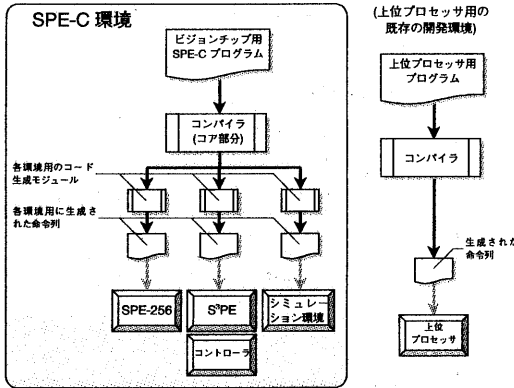 SPE-C 環境
ビジョンチップ用
SPE-C プログラム
コンパイラ
(コア部分)
各環境用のコード
生成モジュール
各環境用に生成さ
れた命令列
SPE-256
S³PE
シミュレー
ション環境
コントローラ
(上位プロセッサ用の
既存の開発環境)
上位プロセッサ用
プログラム
コンパイラ
生成された
命令列
上位
プロセッサ